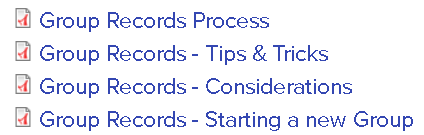 Group Records Process
Group Records - Tips & Tricks
Group Records - Considerations
Group Records - Starting a new Group